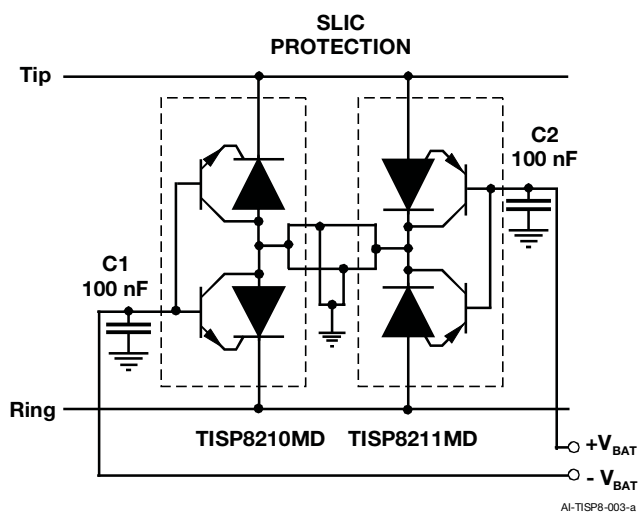 SLIC
PROTECTION
Tip
C2
100 nF
C1
100 nF
Ring
TISP8210MD TISP8211MD
+VBAT
- VBAT
AI-TISP8-003-a